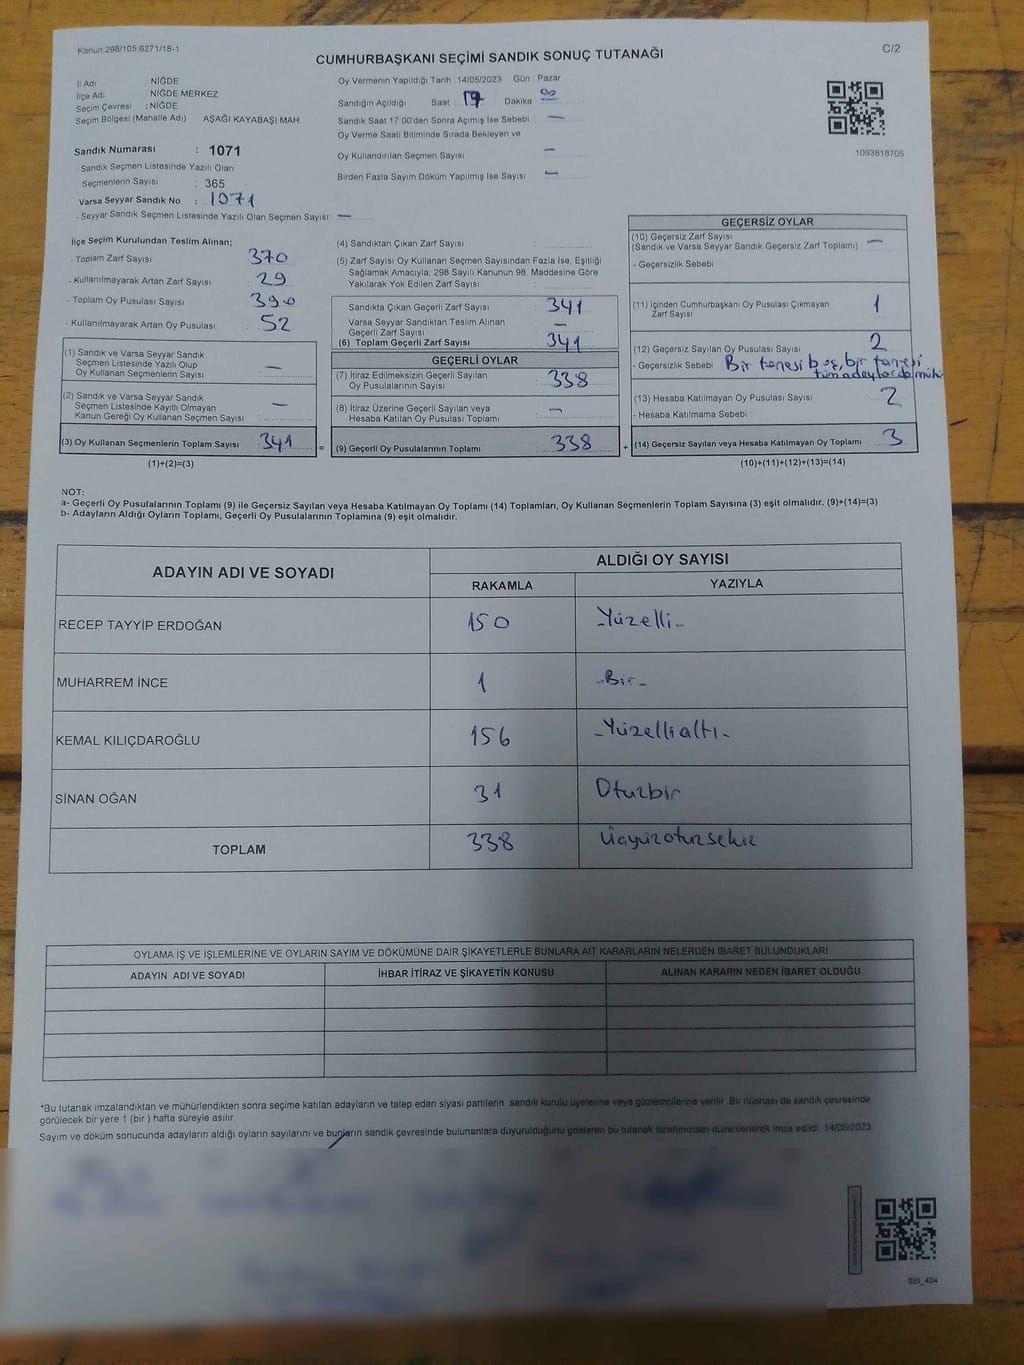 Kanun 298/105,6271/18-1
C/2
CUMHURBAŞKANI SEÇİMİ SANDIK SONUÇ TUTANAĞI
İl Adı : NİĞDE
İlçe Adı : NİĞDE MERKEZ
Seçim Çevresi : NİĞDE
Seçim Bölgesi (Mahalle Adı) : AŞAĞI KAYABAŞI MAH.
Sandık Numarası : 1071
- Sandık Seçmen Listesinde Yazılı Olan
Seçmenlerin Sayısı : 365
Varsa Seyyar Sandık No : 1071
- Seyyar Sandık Seçmen Listesinde Yazılı Olan Seçmen Sayısı: —
Oy Vermenin Yapıldığı Tarih 14/05/2023 Gün : Pazar
Sandığın Açıldığı Saat : 17 Dakika :
Sandık Saat 17:00'den Sonra Açımış İse Sebebi : —
Oy Verme Saati Bitiminde Sırada Bekleyen ve
Oy Kullandırılan Seçmen Sayısı : —
Birden Fazla Sayım Döküm Yapılmış İse Sayısı : —
1093818705
İlçe Seçim Kurulundan Teslim Alınan;
- Toplam Zarf Sayısı : 370
- Kullanılmayarak Artan Zarf Sayısı : 29
- Toplam Oy Pusulası Sayısı : 390
- Kullanılmayarak Artan Oy Pusulası : 52
(1) Sandık ve Varsa Seyyar Sandık
Seçmen Listesinde Yazılı Olup
Oy Kullanan Seçmenlerin Sayısı : —
(2) Sandık ve Varsa Seyyar Sandık
Seçmen Listesinde Kayıtlı Olmayan
Kanun Gereği Oy Kullanan Seçmen Sayısı : —
(3) Oy Kullanan Seçmenlerin Toplam Sayısı : 341 =
(1)+(2)=(3)
(4) Sandıktan Çıkan Zarf Sayısı :
(5) Zarf Sayısı Oy Kullanan Seçmen Sayısından Fazla İse, Eşitliği
Sağlamak Amacıyla; 298 Sayılı Kanunun 98. Maddesine Göre
Yakılarak Yok Edilen Zarf Sayısı :
Sandıkta Çıkan Geçerli Zarf Sayısı : 341
Varsa Seyyar Sandıktan Teslim Alınan
Geçerli Zarf Sayısı : —
(6) Toplam Geçerli Zarf Sayısı : 341
GEÇERLİ OYLAR
(7) İtiraz Edilmeksizin Geçerli Sayılan
Oy Pusulalarının Sayısı : 338
(8) İtiraz Üzerine Geçerli Sayılan veya
Hesaba Katılan Oy Pusulası Toplamı : —
(9) Geçerli Oy Pusulalarının Toplamı : 338 +
GEÇERSİZ OYLAR
(10) Geçersiz Zarf Sayısı
(Sandık ve Varsa Seyyar Sandık Geçersiz Zarf Toplamı) : —
- Geçersizlik Sebebi :
(11) İçinden Cumhurbaşkanı Oy Pusulası Çıkmayan
Zarf Sayısı : 1
(12) Geçersiz Sayılan Oy Pusulası Sayısı : 2
- Geçersizlik Sebebi : Bir tanesi boş, bir tanesi
tüm adaylarda mühür
(13) Hesaba Katılmayan Oy Pusulası Sayısı : 2
- Hesaba Katılmama Sebebi :
(14) Geçersiz Sayılan veya Hesaba Katılmayan Oy Toplamı : 3
(10)+(11)+(12)+(13)=(14)
NOT:
a- Geçerli Oy Pusulalarının Toplamı (9) ile Geçersiz Sayılan veya Hesaba Katılmayan Oy Toplamı (14) Toplamları, Oy Kullanan Seçmenlerin Toplam Sayısına (3) eşit olmalıdır. (9)+(14)=(3)
b- Adayların Aldığı Oyların Toplamı, Geçerli Oy Pusulalarının Toplamına (9) eşit olmalıdır.
ADAYIN ADI VE SOYADI
ALDIĞI OY SAYISI
RAKAMLA YAZIYLA
RECEP TAYYİP ERDOĞAN 150 -Yüzelli-
MUHARREM İNCE 1 -Bir-
KEMAL KILIÇDAROĞLU 156 -Yüzellialtı-
SİNAN OĞAN 31 Otuzbir
TOPLAM 338 Üçyüzotuzsekiz
OYLAMA İŞ VE İŞLEMLERİNE VE OYLARIN SAYIM VE DÖKÜMÜNE DAİR ŞİKAYETLERLE BUNLARA AİT KARARLARIN NELERDEN İBARET BULUNDUKLARI
ADAYIN ADI VE SOYADI İHBAR İTİRAZ VE ŞİKAYETİN KONUSU ALINAN KARARIN NEDEN İBARET OLDUĞU
*Bu tutanak imzalandıktan ve mühürlendikten sonra seçime katılan adayların ve talep eden siyasi partilerin sandık kurulu üyelerine veya gözlemcilerine verilir. Bir nüshası da sandık çevresinde
görülecek bir yere 1 (bir ) hafta süreyle asılır.
Sayım ve döküm sonucunda adayların aldığı oyların sayılarını ve bunların sandık çevresinde bulunanlara duyurulduğunu gösteren bu tutanak tarafımızdan düzenlenerek imza edildi. 14/05/2023
SSI_404